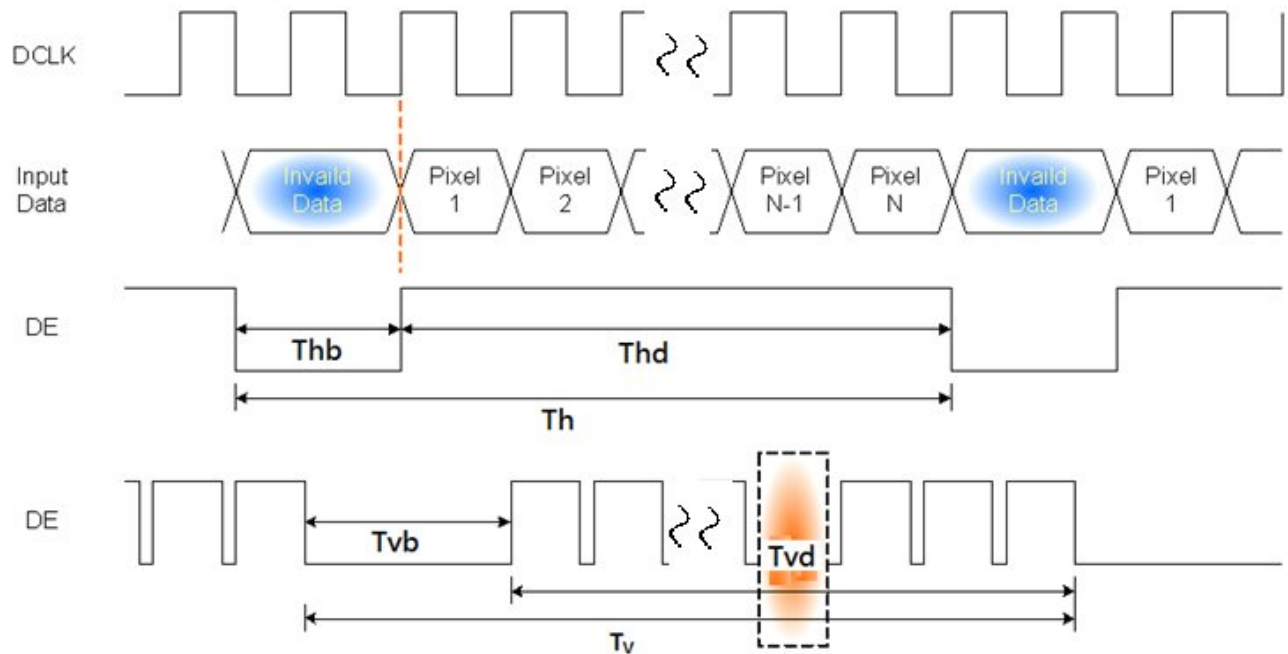 DCLK
Input
Data
Invaild
Data
Pixel
1
Pixel
2
Pixel
N-1
Pixel
N
Invaild
Data
Pixel
1
DE
Thb
Thd
Th
DE
Tvb
Tvd
Tv